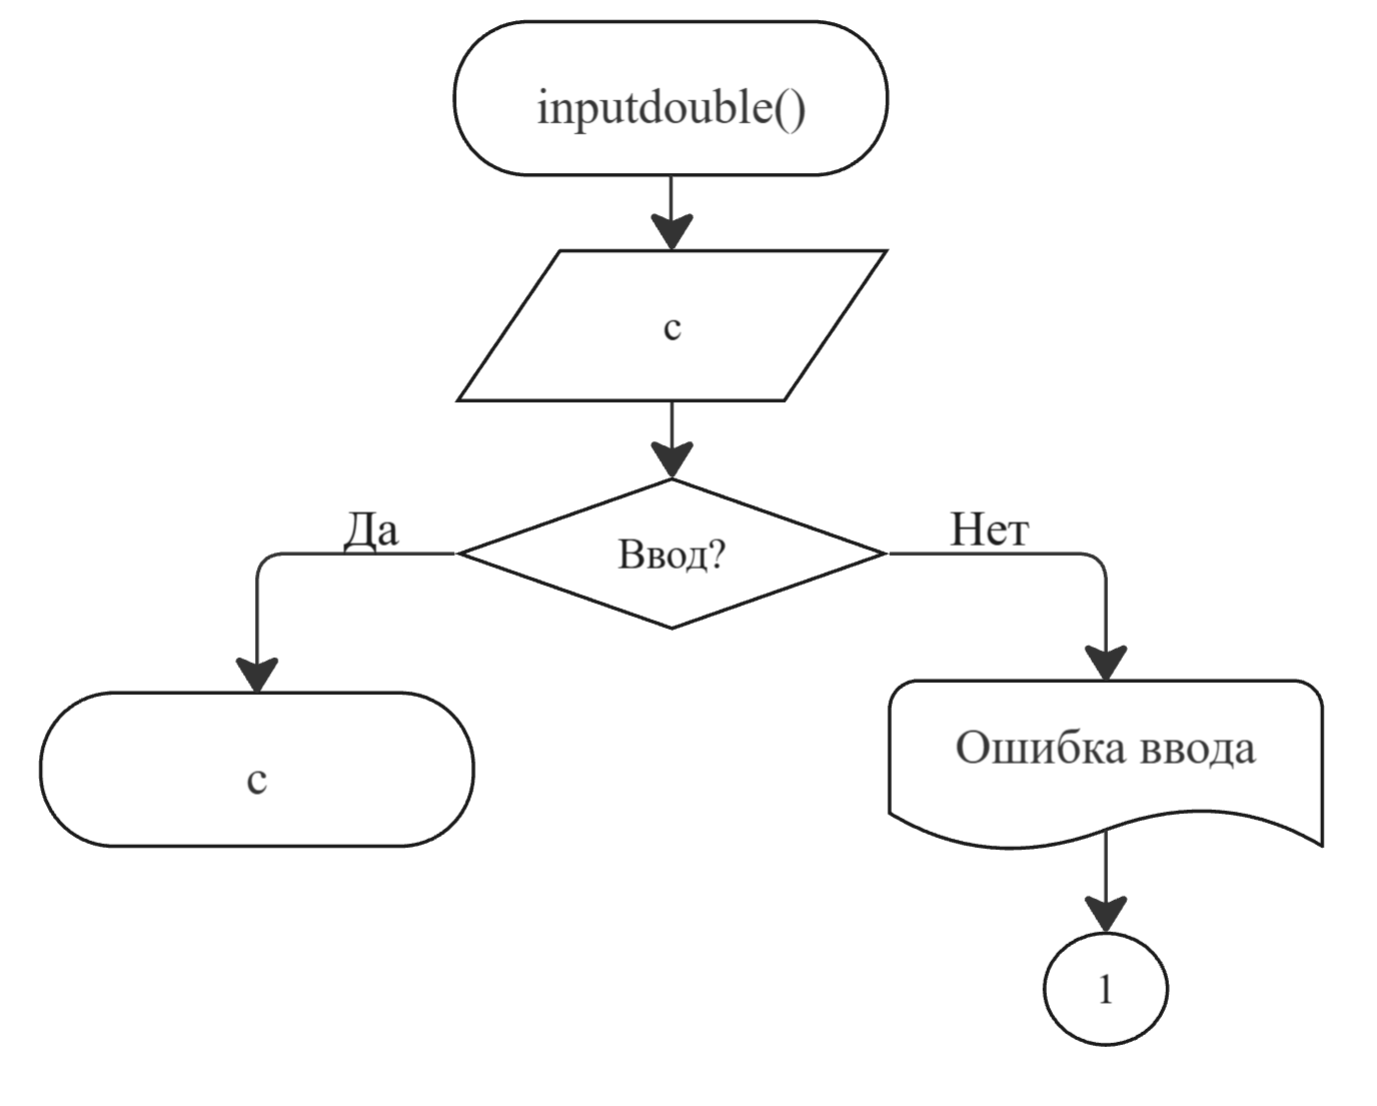 inputdouble()
c
Ввод?
Да
Нет
c
Ошибка ввода
1